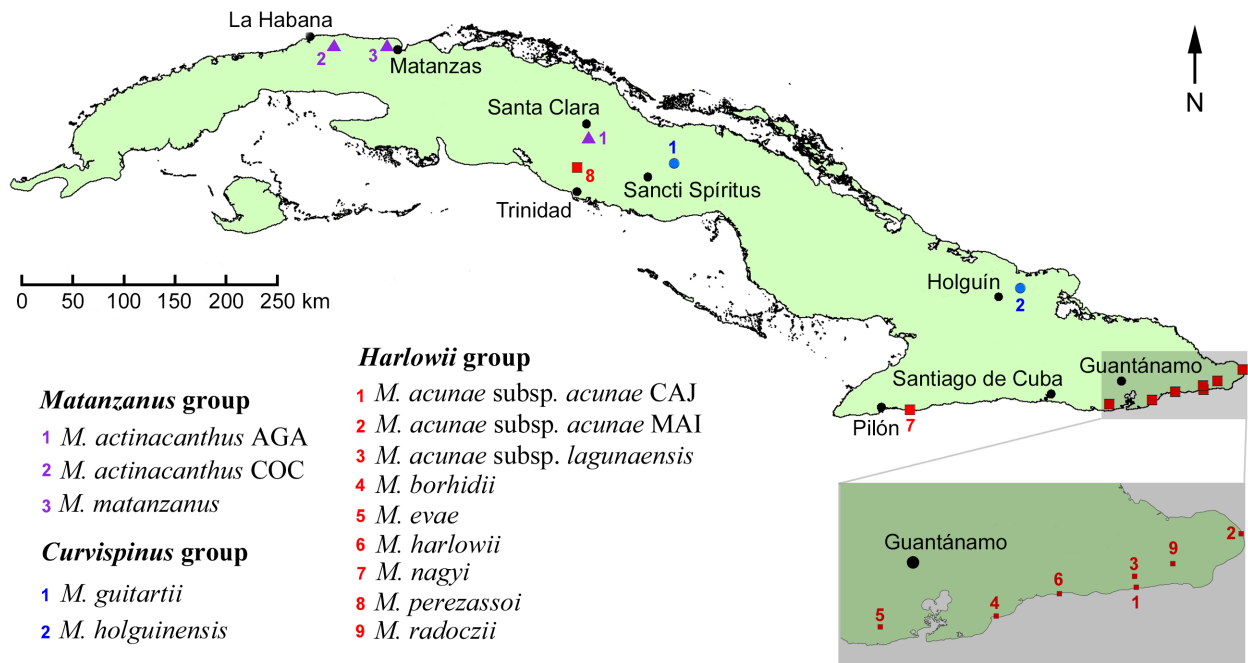 La Habana
2
3
Matanzas
N
Santa Clara
1
1
8
Sancti Spíritus
Trinidad
0 50 100 150 200 250 km
Holguín
2
Guantánamo
Santiago de Cuba
Pilón
7
Matanzanus group
1 M. actinacanthus AGA
2 M. actinacanthus COC
3 M. matanzanus
Curvispinus group
1 M. guitartii
2 M. holguinensis
Harlowii group
1 M. acunae subsp. acunae CAJ
2 M. acunae subsp. acunae MAI
3 M. acunae subsp. lagunaensis
4 M. borhidii
5 M. evae
6 M. harlowii
7 M. nagyi
8 M. perezassoi
9 M. radoczii
2
Guantánamo
9
3
6
1
4
5